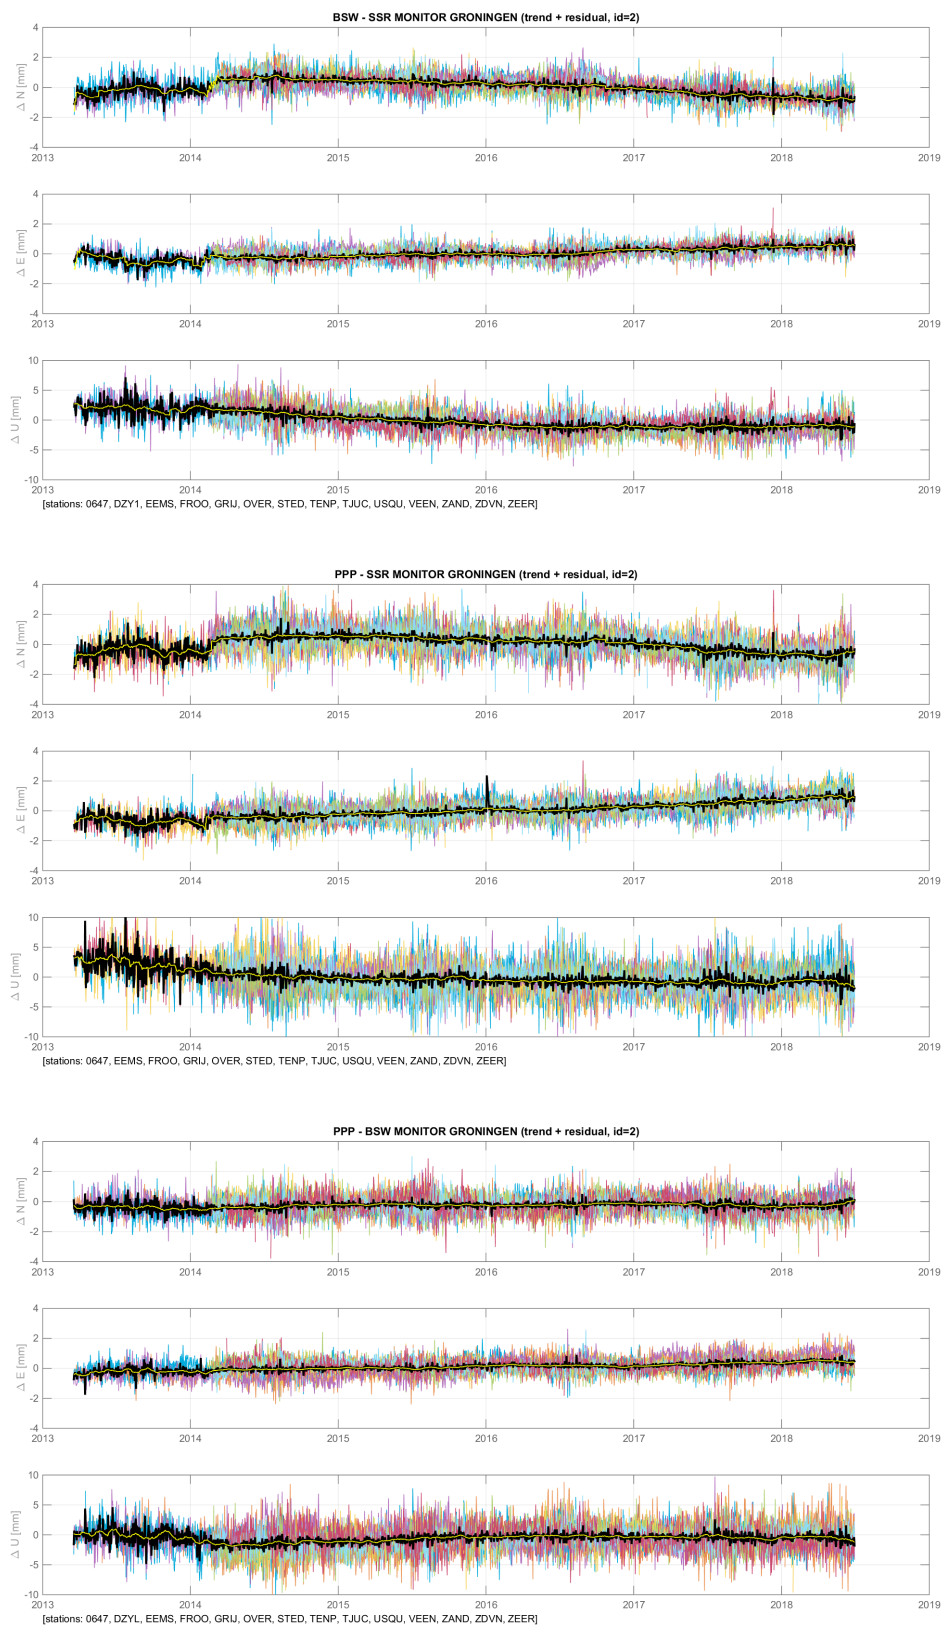 BSW - SSR MONITOR GRONINGEN (trend + residual, id=2)
4
2
0
-2
-4
Δ N [mm]
2013 2014 2015 2016 2017 2018 2019
4
2
0
-2
-4
Δ E [mm]
2013 2014 2015 2016 2017 2018 2019
10
5
0
-5
-10
Δ U [mm]
2013 2014 2015 2016 2017 2018 2019
[stations: 0647, DZY1, EEMS, FROO, GRIJ, OVER, STED, TENP, TJUC, USQU, VEEN, ZAND, ZDVN, ZEER]
PPP - SSR MONITOR GRONINGEN (trend + residual, id=2)
4
2
0
-2
-4
Δ N [mm]
2013 2014 2015 2016 2017 2018 2019
4
2
0
-2
-4
Δ E [mm]
2013 2014 2015 2016 2017 2018 2019
10
5
0
-5
-10
Δ U [mm]
2013 2014 2015 2016 2017 2018 2019
[stations: 0647, EEMS, FROO, GRIJ, OVER, STED, TENP, TJUC, USQU, VEEN, ZAND, ZDVN, ZEER]
PPP - BSW MONITOR GRONINGEN (trend + residual, id=2)
4
2
0
-2
-4
Δ N [mm]
2013 2014 2015 2016 2017 2018 2019
4
2
0
-2
-4
Δ E [mm]
2013 2014 2015 2016 2017 2018 2019
10
5
0
-5
-10
Δ U [mm]
2013 2014 2015 2016 2017 2018 2019
[stations: 0647, DZYL, EEMS, FROO, GRIJ, OVER, STED, TENP, TJUC, USQU, VEEN, ZAND, ZDVN, ZEER]